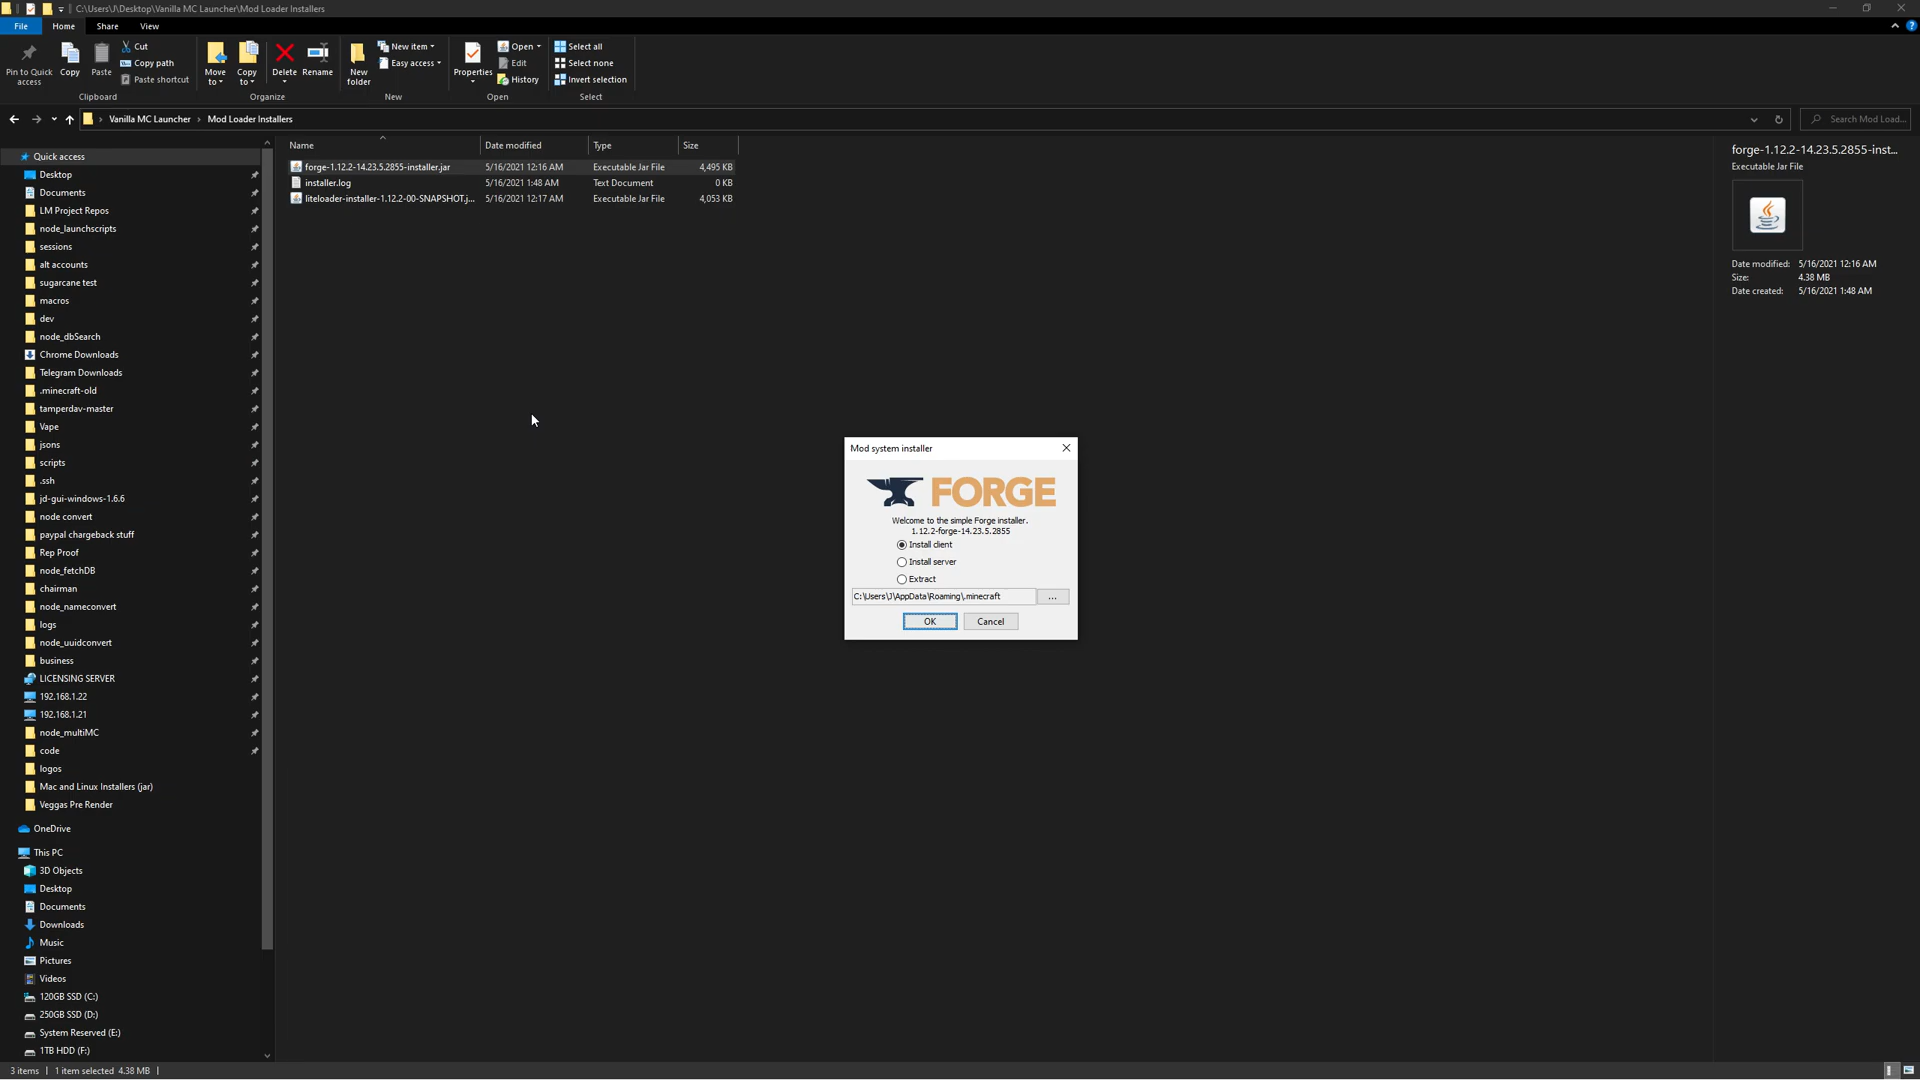 C:\Users\J\Desktop\Vanilla MC Launcher\Mod Loader Installers
File Home Share View
Pin to Quick access
Copy
Paste
Cut
Copy path
Paste shortcut
Clipboard
Move to
Copy to
Delete
Rename
Organize
New folder
New item
Easy access
New
Properties
Open
Edit
History
Open
Select all
Select none
Invert selection
Select
Vanilla MC Launcher › Mod Loader Installers
Search Mod Load...
Quick access
Desktop
Documents
LM Project Repos
node_launchscripts
sessions
alt accounts
sugarcane test
macros
dev
node_dbSearch
Chrome Downloads
Telegram Downloads
.minecraft-old
tamperdav-master
Vape
jsons
scripts
.ssh
jd-gui-windows-1.6.6
node convert
paypal chargeback stuff
Rep Proof
node_fetchDB
chairman
node_nameconvert
logs
node_uuidconvert
business
LICENSING SERVER
192.168.1.22
192.168.1.21
node_multiMC
code
logos
Mac and Linux Installers (jar)
Veggas Pre Render
OneDrive
This PC
3D Objects
Desktop
Documents
Downloads
Music
Pictures
Videos
120GB SSD (C:)
250GB SSD (D:)
System Reserved (E:)
1TB HDD (F:)
Name Date modified Type Size
forge-1.12.2-14.23.5.2855-installer.jar 5/16/2021 12:16 AM Executable Jar File 4,495 KB
installer.log 5/16/2021 1:48 AM Text Document 0 KB
liteloader-installer-1.12.2-00-SNAPSHOT.j... 5/16/2021 12:17 AM Executable Jar File 4,053 KB
Mod system installer
FORGE
Welcome to the simple Forge installer.
1.12.2-forge-14.23.5.2855
Install client
Install server
Extract
C:\Users\J\AppData\Roaming\.minecraft ...
OK Cancel
forge-1.12.2-14.23.5.2855-inst...
Executable Jar File
Date modified: 5/16/2021 12:16 AM
Size: 4.38 MB
Date created: 5/16/2021 1:48 AM
3 items 1 item selected 4.38 MB